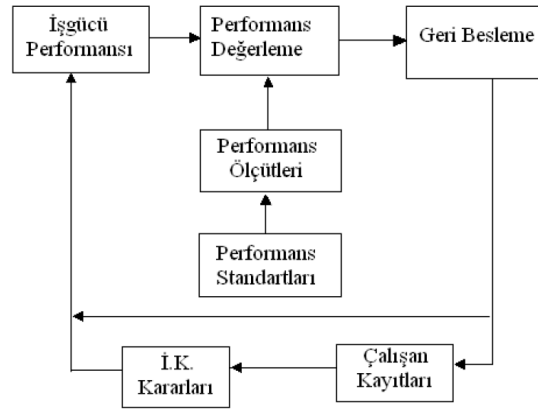 İşgücü
Performansı
Performans
Değerleme
Geri Besleme
Performans
Ölçütleri
Performans
Standartları
İ.K.
Kararları
Çalışan
Kayıtları